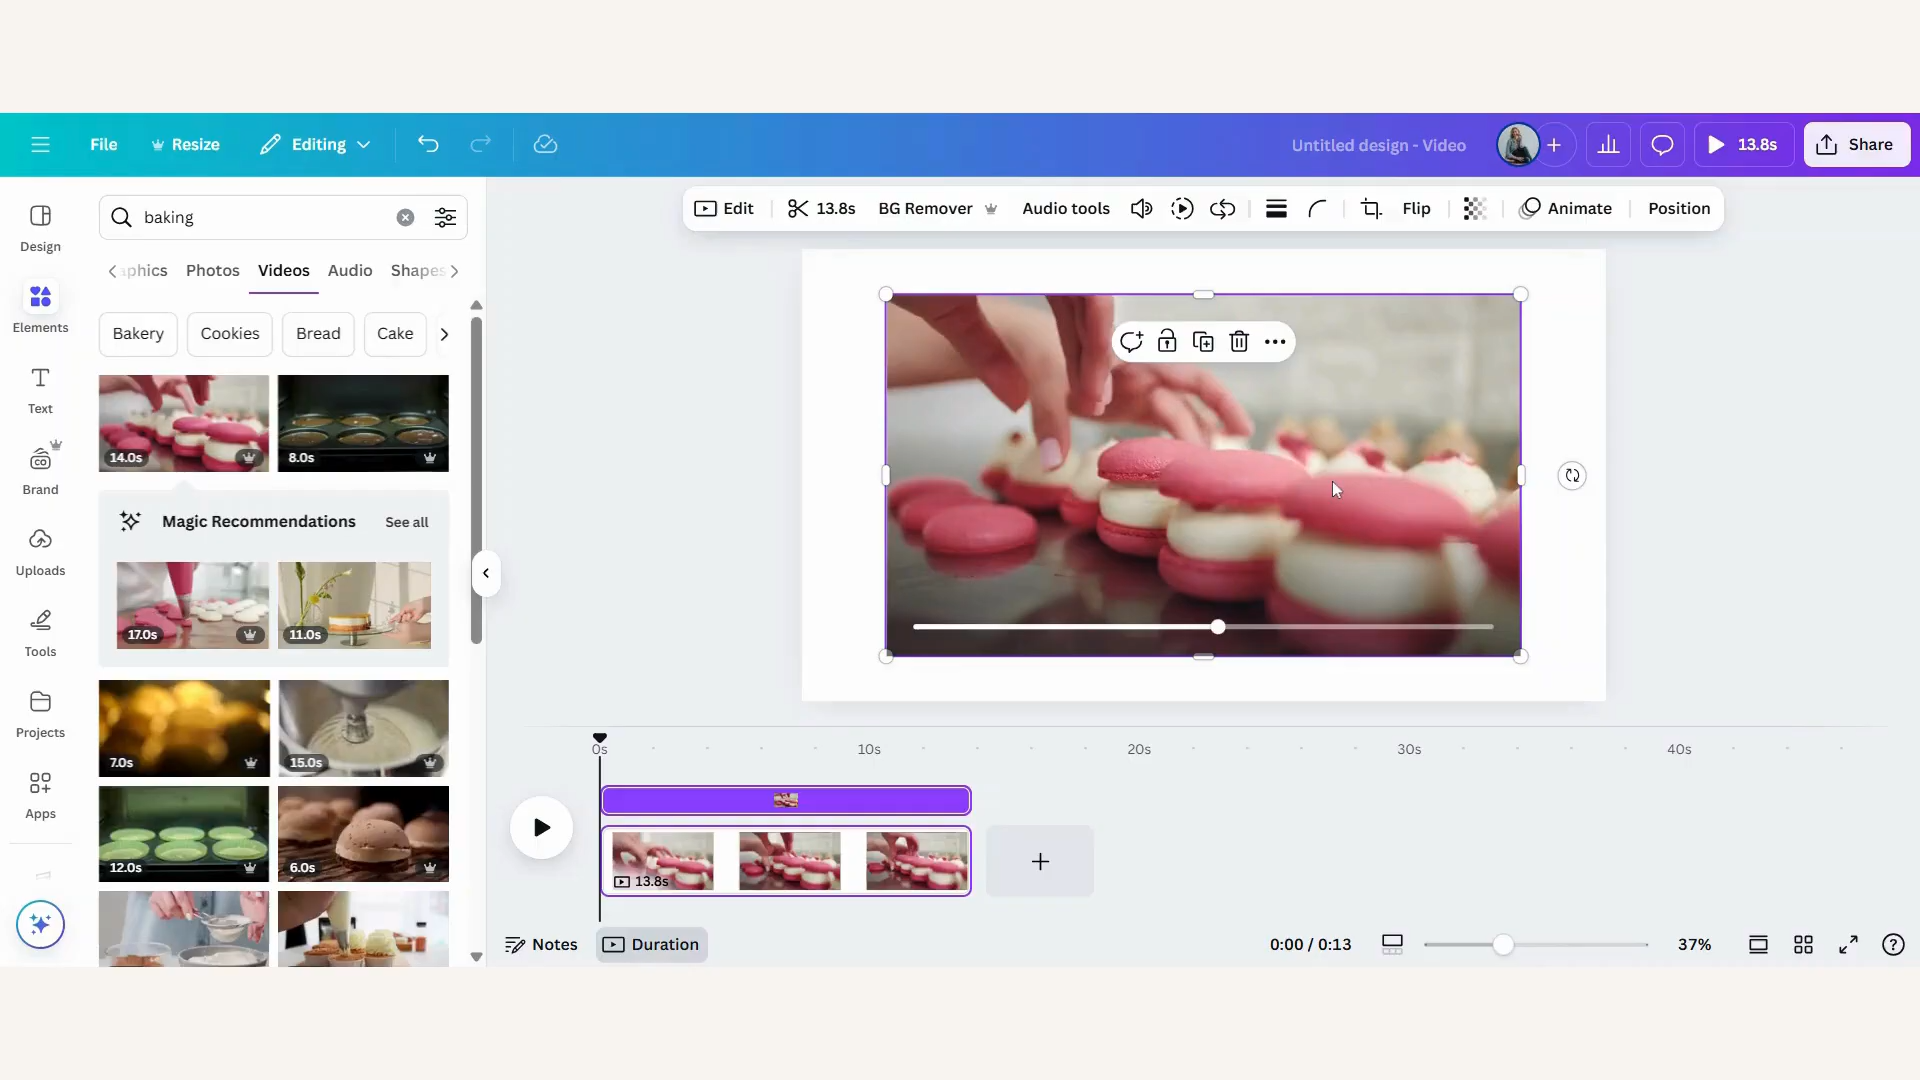 File
Resize
Editing
Untitled design - Video
13.8s
Share
Design
Elements
Text
Brand
Uploads
Tools
Projects
Apps
baking
aphics
Photos
Videos
Audio
Shapes
Bakery
Cookies
Bread
Cake
14.0s
8.0s
Magic Recommendations
See all
17.0s
11.0s
7.0s
15.0s
12.0s
6.0s
Edit
13.8s
BG Remover
Audio tools
Flip
Animate
Position
0s
10s
20s
30s
40s
13.8s
Notes
Duration
0:00 / 0:13
37%